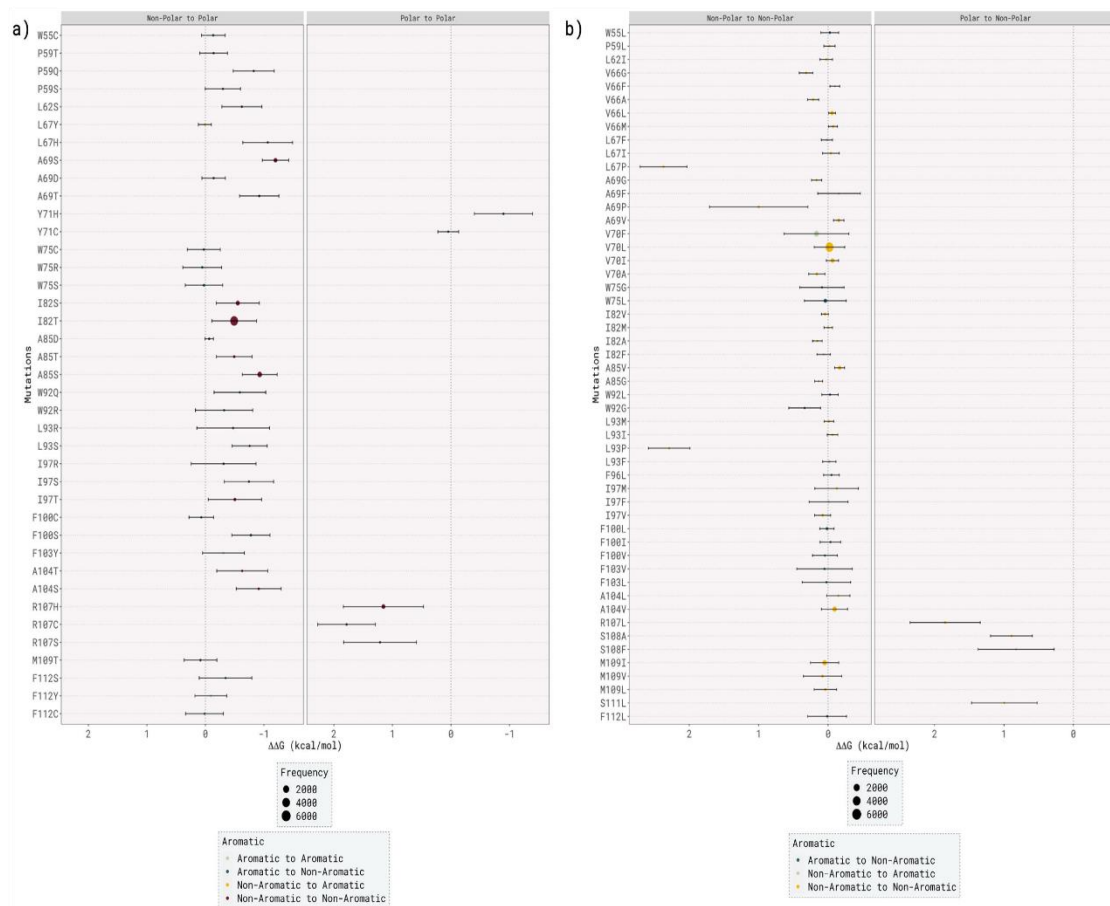 a)
Non-Polar to Polar
Polar to Polar
Mutations
W55C
P59T
P59Q
P59S
L62S
L67Y
L67H
A69S
A69D
A69T
Y71H
Y71C
W75C
W75R
W75S
I82S
I82T
A85D
A85T
A85S
W92Q
W92R
L93R
L93S
I97R
I97S
I97T
F100C
F100S
F103Y
A104T
A104S
R107H
R107C
R107S
M109T
F112S
F112Y
F112C
2 1 0 -1 2 1 0 -1
ΔΔG (kcal/mol)
Frequency
2000
4000
6000
Aromatic
Aromatic to Aromatic
Aromatic to Non-Aromatic
Non-Aromatic to Aromatic
Non-Aromatic to Non-Aromatic
b)
Non-Polar to Non-Polar
Polar to Non-Polar
Mutations
W55L
P59L
L62I
V66G
V66F
V66A
V66L
V66M
L67F
L67I
L67P
A69G
A69F
A69P
A69V
V70F
V70L
V70I
V70A
W75G
W75L
I82V
I82M
I82A
I82F
A85V
A85G
W92L
W92G
L93M
L93I
L93P
L93F
F96L
I97M
I97F
I97V
F100L
F100I
F100V
F103V
F103L
A104L
A104V
R107L
S108A
S108F
M109I
M109V
M109L
S111L
F112L
2 1 0 2 1 0
ΔΔG (kcal/mol)
Frequency
2000
4000
6000
Aromatic
Aromatic to Non-Aromatic
Non-Aromatic to Aromatic
Non-Aromatic to Non-Aromatic